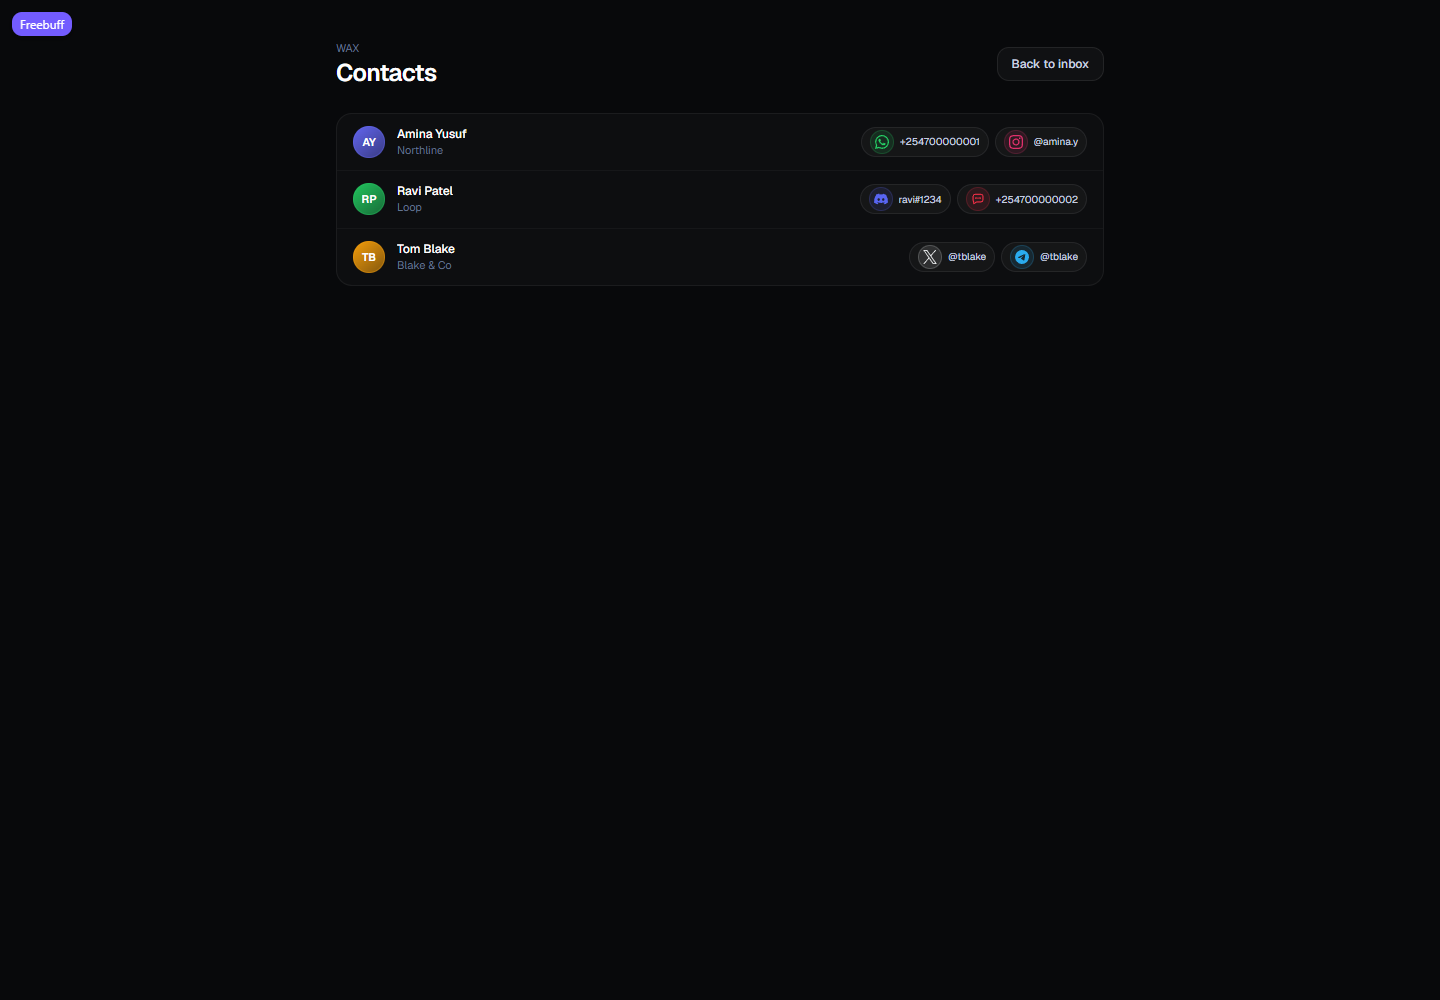 Freebuff
WAX
Contacts
Back to inbox
AY
Amina Yusuf
Northline
+254700000001
@amina.y
RP
Ravi Patel
Loop
ravi#1234
+254700000002
TB
Tom Blake
Blake & Co
@tblake
@tblake